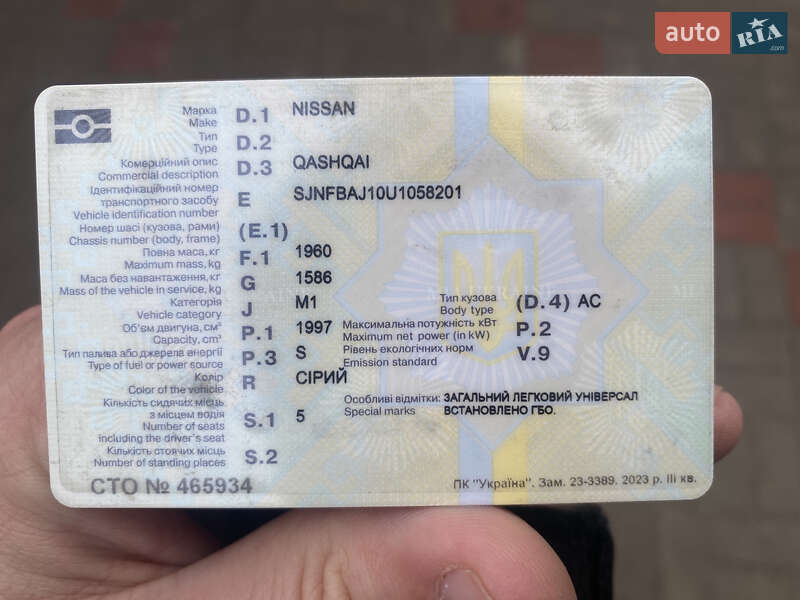 auto RIA .com
Марка
Make D.1 NISSAN
Тип
Type D.2
Комерційний опис
Commercial description D.3 QASHQAI
Ідентифікаційний номер
транспортного засобу
Vehicle identification number E SJNFBAJ10U1058201
Номер шасі (кузова, рами)
Chassis number (body, frame) (E.1)
Повна маса, кг
Maximum mass, kg F.1 1960
Маса без навантаження, кг
Mass of the vehicle in service, kg G 1586
Категорія
Vehicle category J M1 Тип кузова
Body type (D.4) AC
Об'єм двигуна, см³
Capacity, cm³ P.1 1997 Максимальна потужність кВт
Maximum net power (in kW) P.2
Тип палива або джерела енергії
Type of fuel or power source P.3 S Рівень екологічних норм
Emission standard V.9
Колір
Color of the vehicle R СІРИЙ
Кількість сидячих місць
з місцем водія
Number of seats
including the driver's seat S.1 5 Особливі відмітки: ЗАГАЛЬНИЙ ЛЕГКОВИЙ УНІВЕРСАЛ
Special marks ВСТАНОВЛЕНО ГБО.
Кількість стоячих місць
Number of standing places S.2
СТО № 465934
ПК "Україна". Зам. 23-3389. 2023 р. III кв.